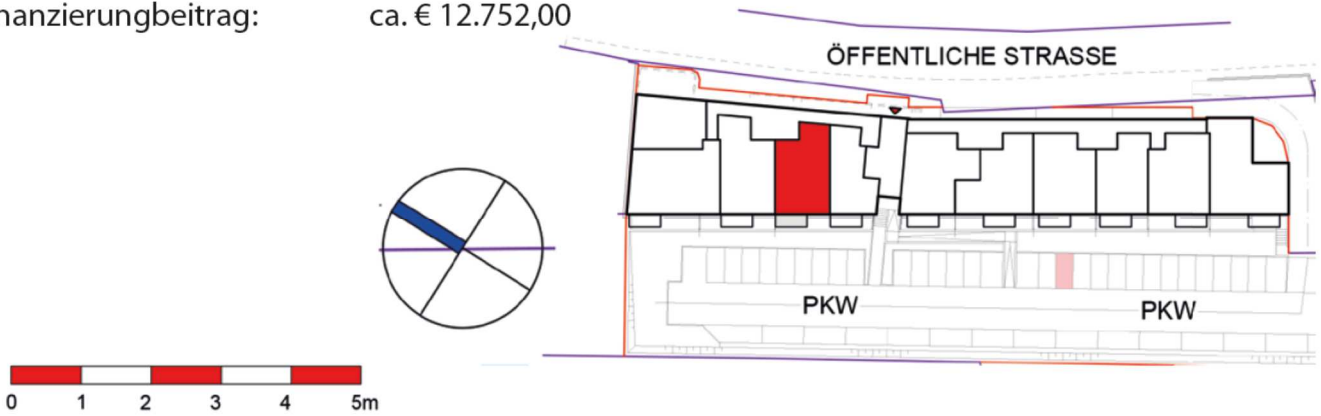 nanzierungbeitrag: ca. € 12.752,00
ÖFFENTLICHE STRASSE
PKW PKW
0 1 2 3 4 5m